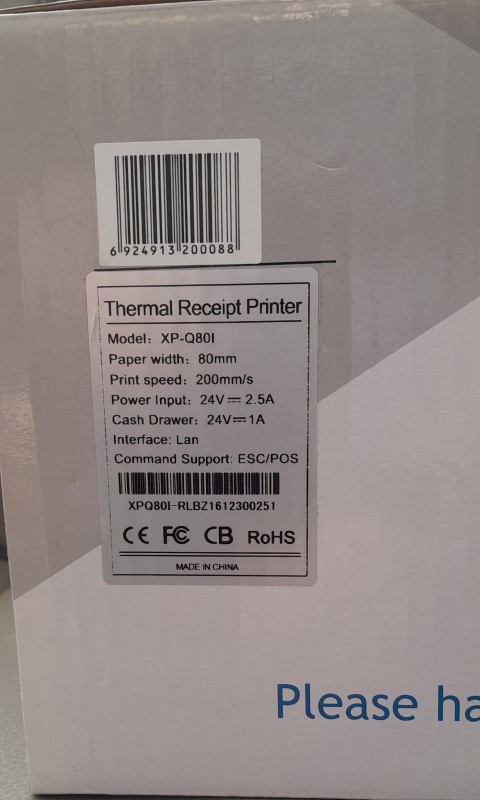 6 924913 200088
Thermal Receipt Printer
Model: XP-Q80I
Paper width: 80mm
Print speed: 200mm/s
Power Input: 24V⎓2.5A
Cash Drawer: 24V⎓1A
Interface: Lan
Command Support: ESC/POS
XPQ80I-RLBZ1612300251
CE FC CB RoHS
MADE IN CHINA
Please ha